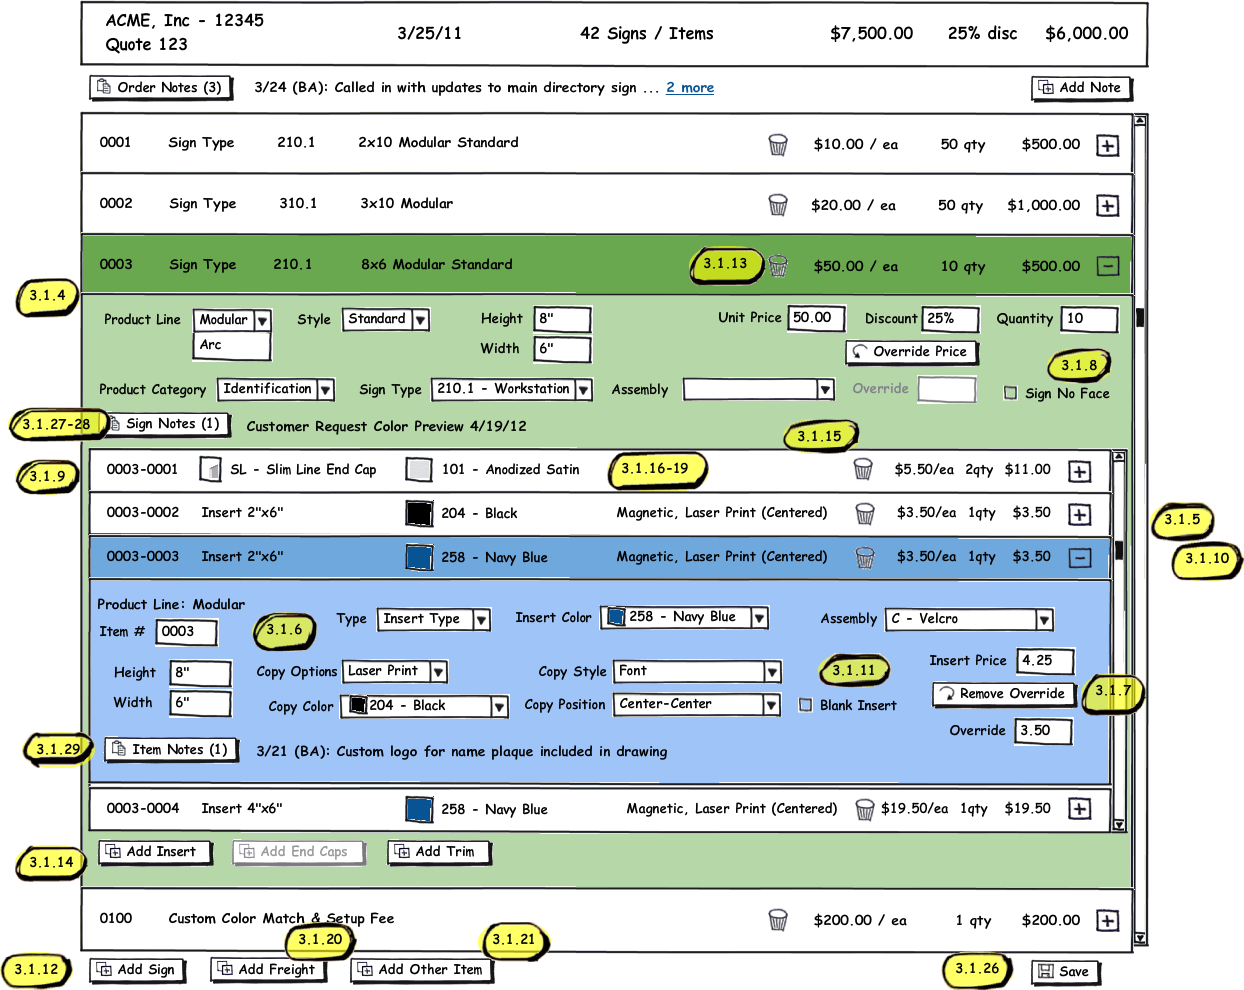 ACME, Inc - 12345
Quote 123
3/25/11 42 Signs / Items $7,500.00 25% disc $6,000.00
Order Notes (3) 3/24 (BA): Called in with updates to main directory sign ... 2 more Add Note
0001 Sign Type 210.1 2x10 Modular Standard $10.00 / ea 50 qty $500.00
0002 Sign Type 310.1 3x10 Modular $20.00 / ea 50 qty $1,000.00
0003 Sign Type 210.1 8x6 Modular Standard 3.1.13 $50.00 / ea 10 qty $500.00
3.1.4
Product Line Modular Style Standard Height 8" Unit Price 50.00 Discount 25% Quantity 10
Arc Width 6" Override Price
3.1.8
Product Category Identification Sign Type 210.1 - Workstation Assembly Override Sign No Face
3.1.27-28 Sign Notes (1) Customer Request Color Preview 4/19/12
3.1.15
3.1.9 0003-0001 SL - Slim Line End Cap 101 - Anodized Satin 3.1.16-19 $5.50/ea 2qty $11.00
0003-0002 Insert 2"x6" 204 - Black Magnetic, Laser Print (Centered) $3.50/ea 1qty $3.50
3.1.5
0003-0003 Insert 2"x6" 258 - Navy Blue Magnetic, Laser Print (Centered) $3.50/ea 1qty $3.50
3.1.10
Product Line: Modular
Item # 0003 3.1.6 Type Insert Type Insert Color 258 - Navy Blue Assembly C - Velcro
Height 8" Copy Options Laser Print Copy Style Font 3.1.11 Insert Price 4.25
Remove Override 3.1.7
Width 6" Copy Color 204 - Black Copy Position Center-Center Blank Insert
Override 3.50
3.1.29 Item Notes (1) 3/21 (BA): Custom logo for name plaque included in drawing
0003-0004 Insert 4"x6" 258 - Navy Blue Magnetic, Laser Print (Centered) $19.50/ea 1qty $19.50
3.1.14 Add Insert Add End Caps Add Trim
0100 Custom Color Match & Setup Fee $200.00 / ea 1 qty $200.00
3.1.20 3.1.21
3.1.12 Add Sign Add Freight Add Other Item 3.1.26 Save